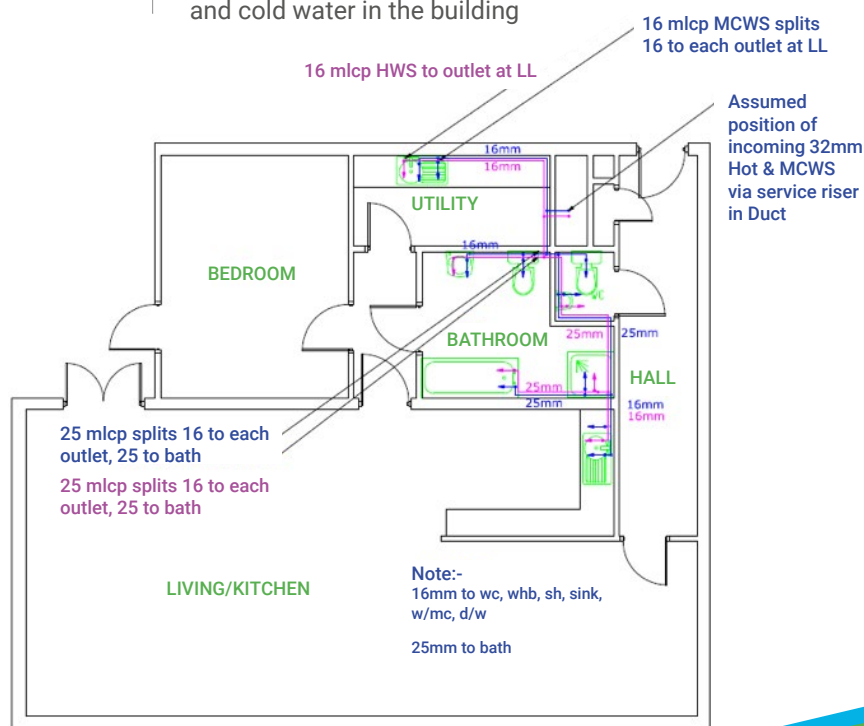 and cold water in the building
16 mlcp MCWS splits
16 to each outlet at LL
16 mlcp HWS to outlet at LL
Assumed
position of
incoming 32mm
Hot & MCWS
via service riser
in Duct
16mm
16mm
UTILITY
16mm
BEDROOM
WC
BATHROOM
25mm
25mm
HALL
25mm
25mm
16mm
16mm
25 mlcp splits 16 to each
outlet, 25 to bath
25 mlcp splits 16 to each
outlet, 25 to bath
LIVING/KITCHEN
Note:-
16mm to wc, whb, sh, sink,
w/mc, d/w
25mm to bath